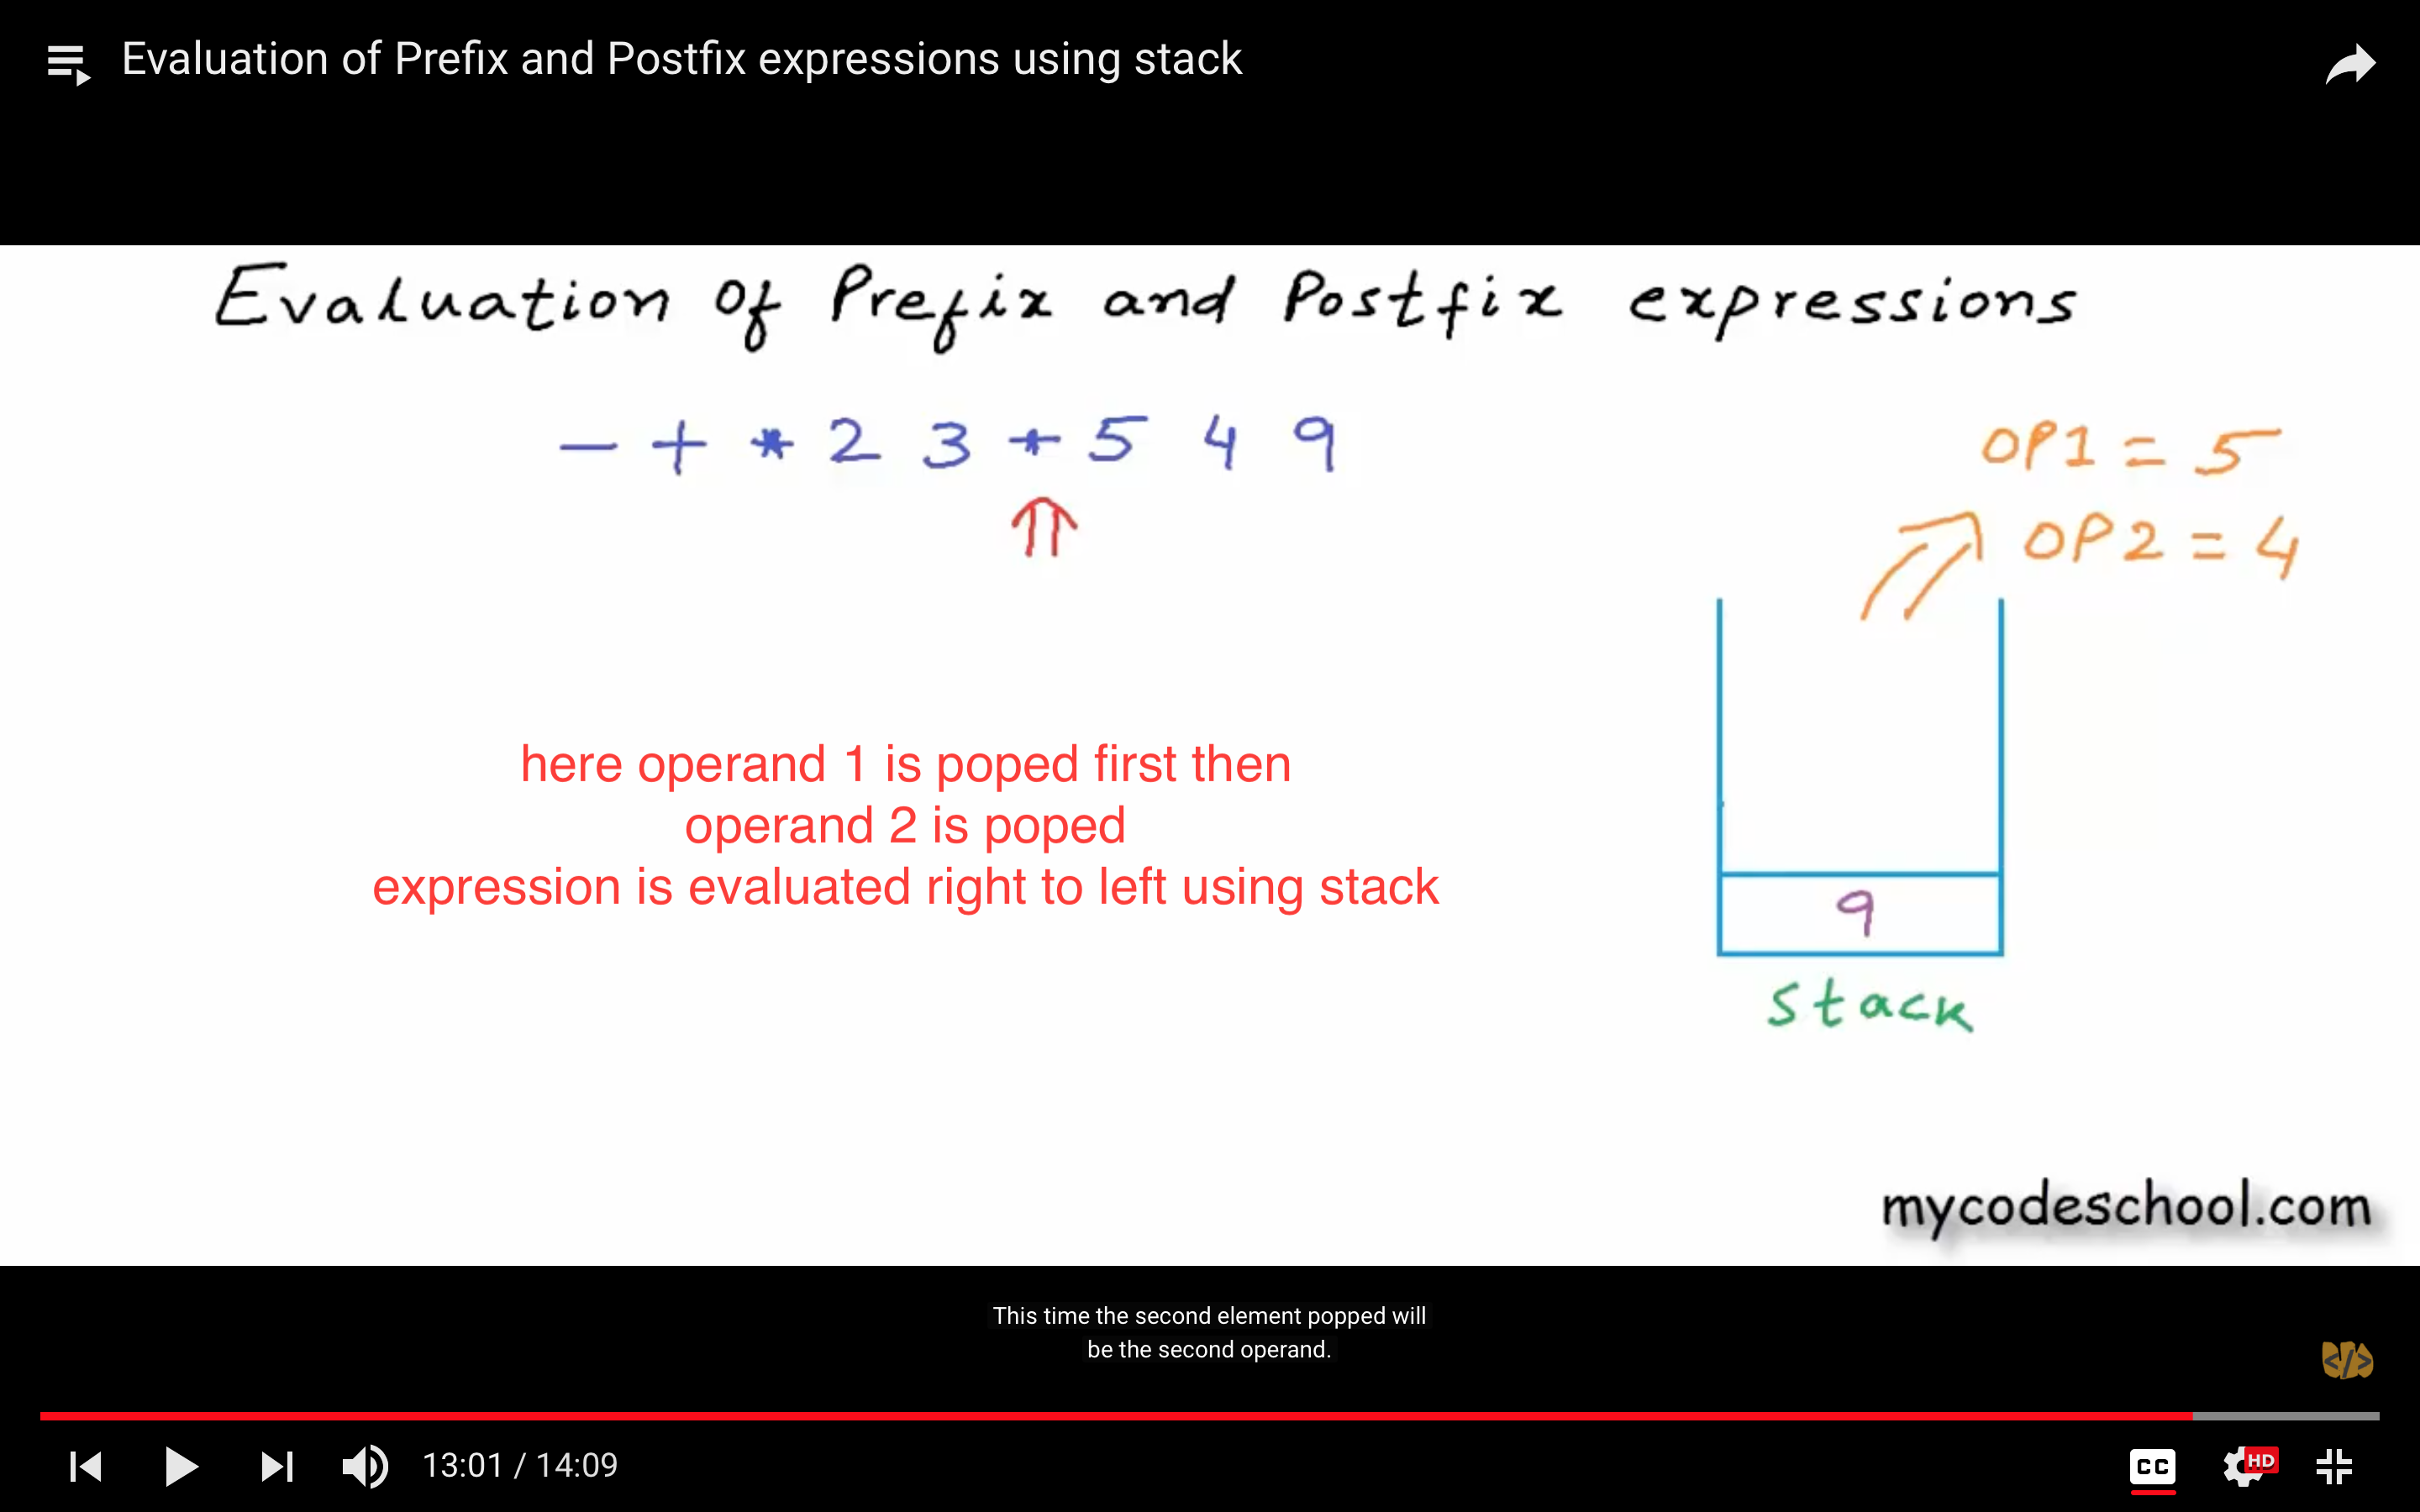 Evaluation of Prefix and Postfix expressions using stack
Evaluation of Prefix and Postfix expressions
- + * 2 3 * 5 4 9
OP1 = 5
OP2 = 4
here operand 1 is poped first then
operand 2 is poped
expression is evaluated right to left using stack
9
stack
mycodeschool.com
This time the second element popped will
be the second operand.
</>
13:01 / 14:09
CC
HD